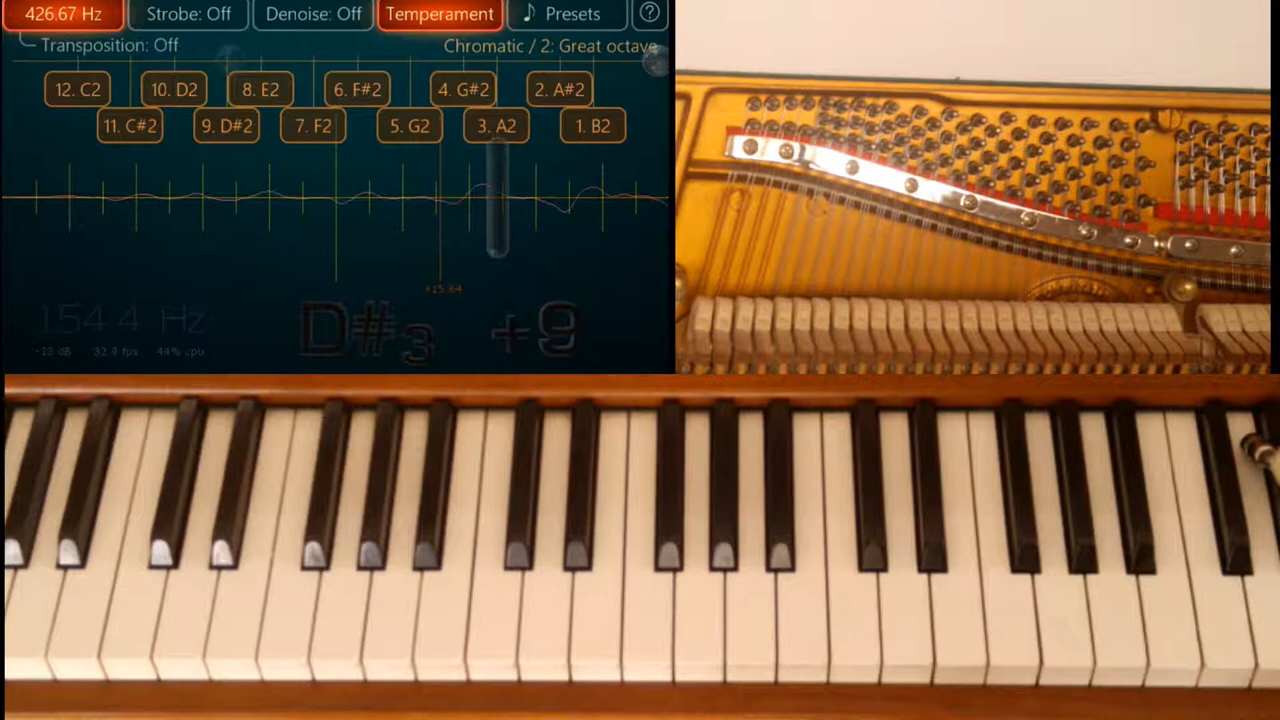 426.67 Hz Strobe: Off Denoise: Off Temperament Presets ?
Transposition: Off Chromatic / 2: Great octave
12. C2 10. D2 8. E2 6. F#2 4. G#2 2. A#2
11. C#2 9. D#2 7. F2 5. G2 3. A2 1. B2
+15.64
154.4 Hz D#3 +9
-23 dB 32.9 fps 44% cpu